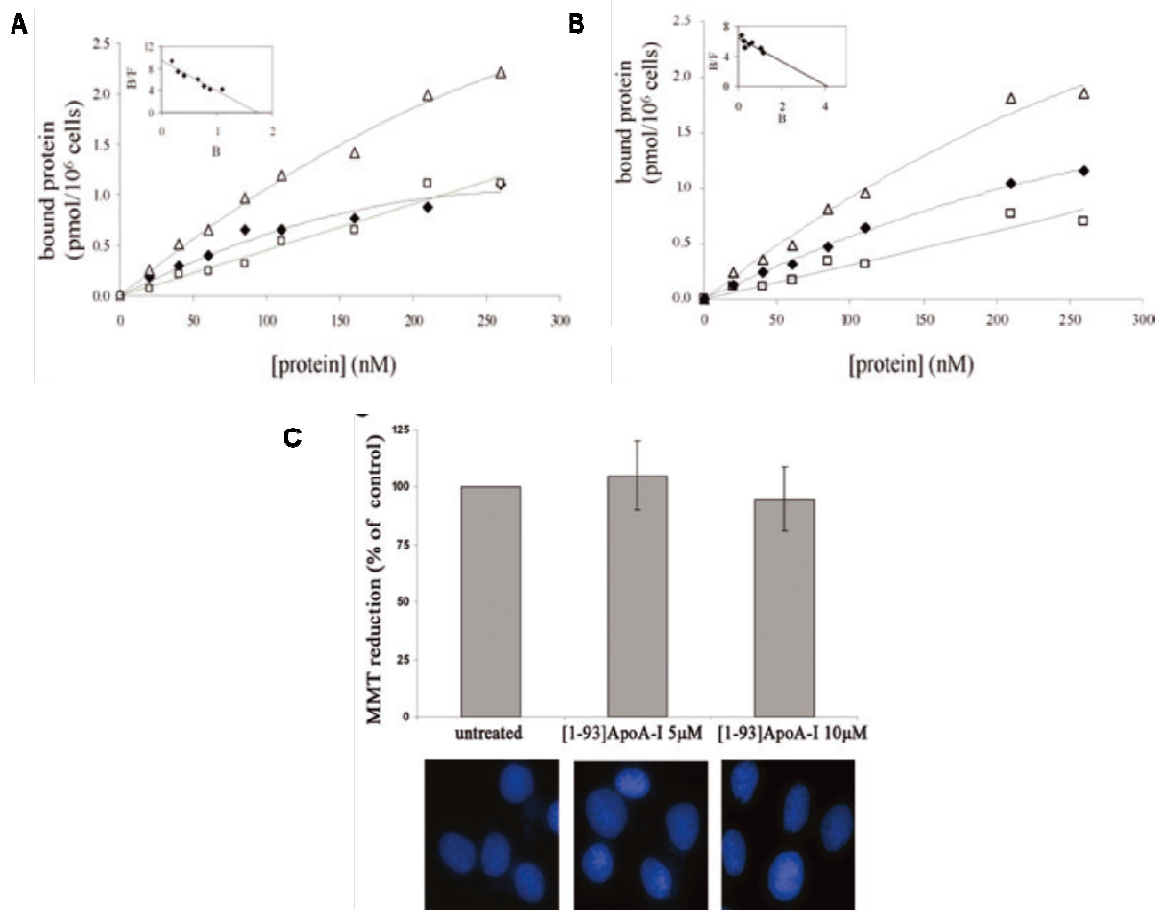 A
B
2.5
2.0
1.5
1.0
0.5
0.0
0 50 100 150 200 250 300
bound protein
(pmol/10⁶ cells)
[protein] (nM)
12
8
4
0
0 1 2
B/F
B
2.5
2.0
1.5
1.0
0.5
0.0
0 50 100 150 200 250 300
bound protein
(pmol/10⁶ cells)
[protein] (nM)
8
4
0
0 2 4
B/F
B
C
125
100
75
50
25
0
MMT reduction (% of control)
untreated [1-93]ApoA-I 5µM [1-93]ApoA-I 10µM